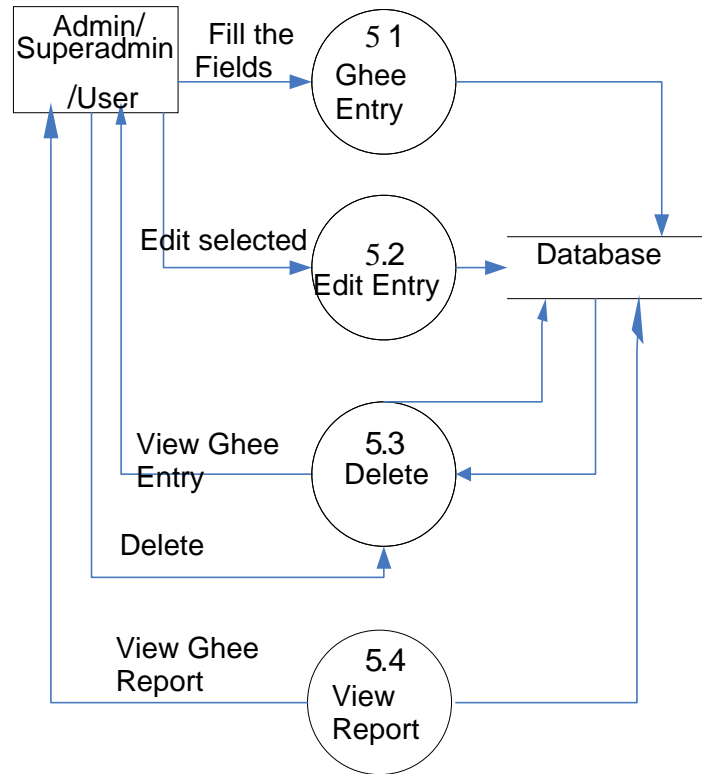 Admin/
Superadmin
/User
Fill the
Fields
5 1
Ghee
Entry
Edit selected
5.2
Edit Entry
Database
View Ghee
Entry
5.3
Delete
Delete
View Ghee
Report
5.4
View
Report